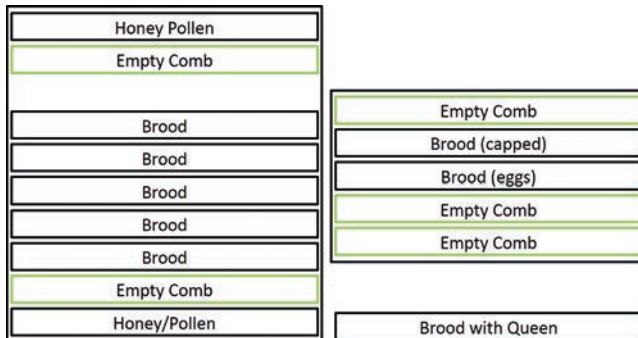 Honey Pollen
Empty Comb
Brood
Brood
Brood
Brood
Brood
Empty Comb
Honey/Pollen
Empty Comb
Brood (capped)
Brood (eggs)
Empty Comb
Empty Comb
Brood with Queen